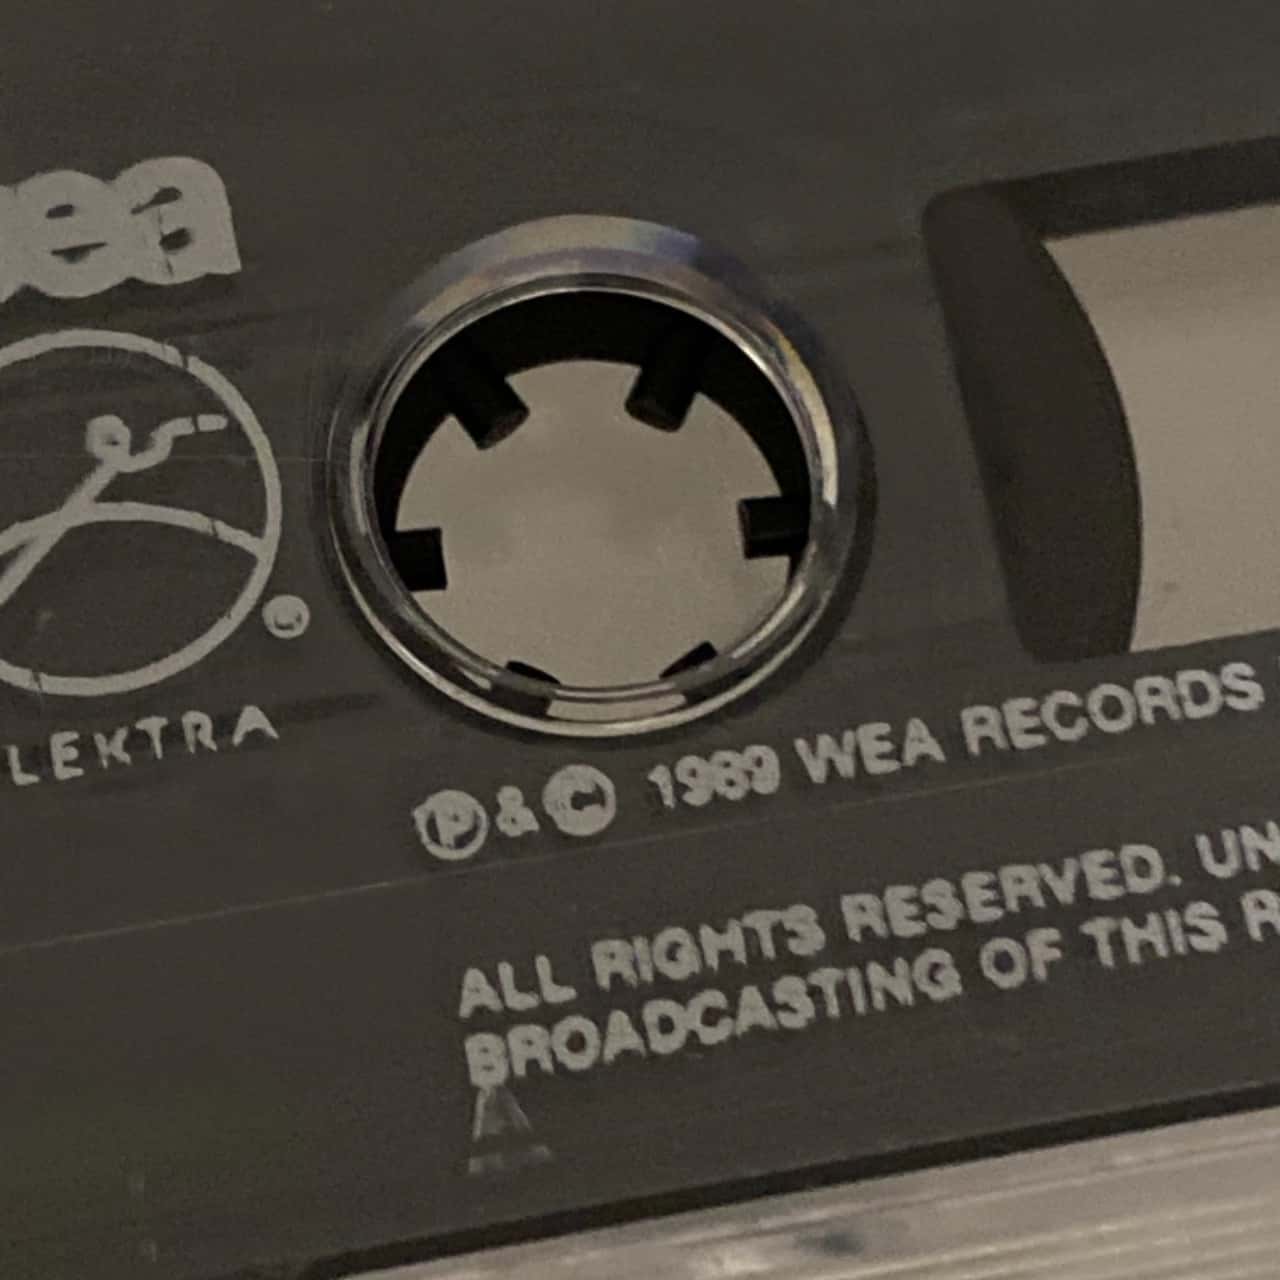 wea
LEKTRA
Ⓟ & © 1989 WEA RECORDS
ALL RIGHTS RESERVED. UN
BROADCASTING OF THIS R
A